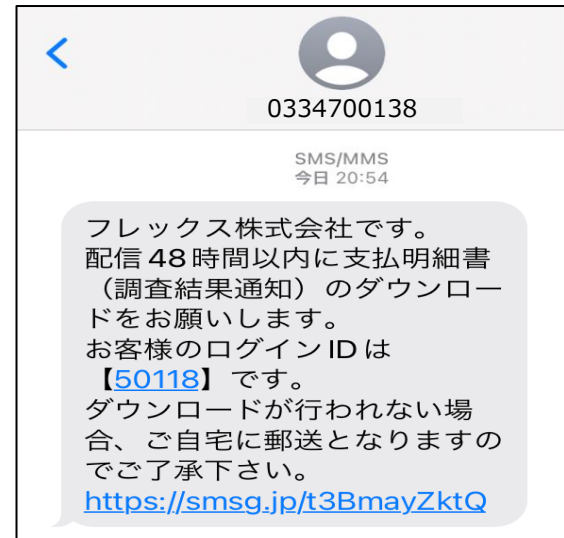 0334700138
SMS/MMS
今日 20:54
フレックス株式会社です。
配信 48 時間以内に支払明細書
（調査結果通知）のダウンロー
ドをお願いします。
お客様のログイン ID は
【50118】です。
ダウンロードが行われない場
合、ご自宅に郵送となりますの
でご了承下さい。
https://smsg.jp/t3BmayZktQ